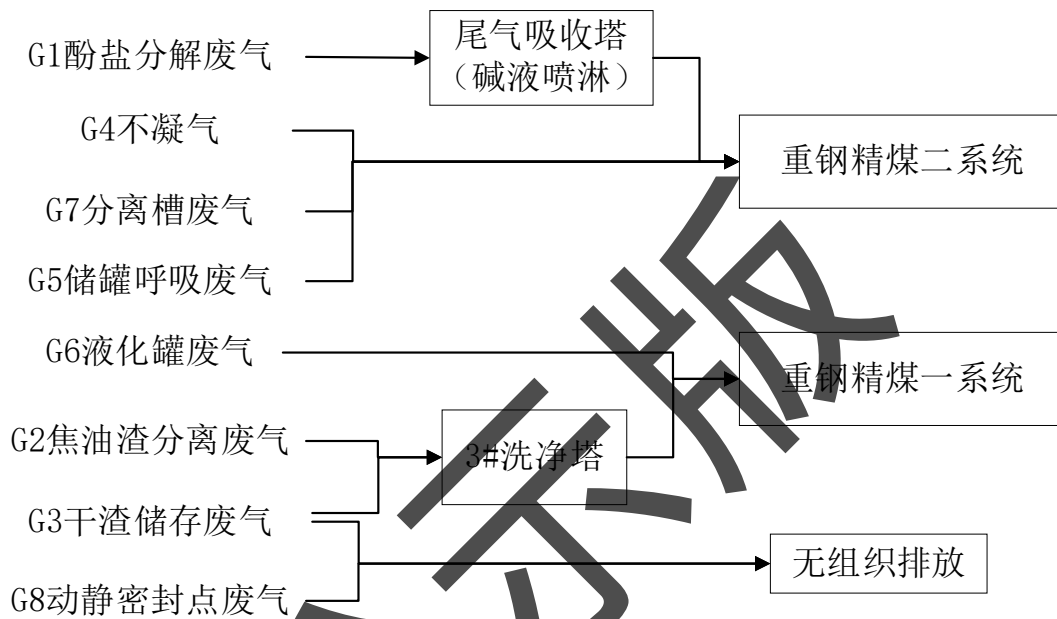 G1酚盐分解废气
尾气吸收塔
（碱液喷淋）
G4不凝气
重钢精煤二系统
G7分离槽废气
G5储罐呼吸废气
G6液化罐废气
重钢精煤一系统
G2焦油渣分离废气
3#洗净塔
G3干渣储存废气
无组织排放
G8动静密封点废气
示版